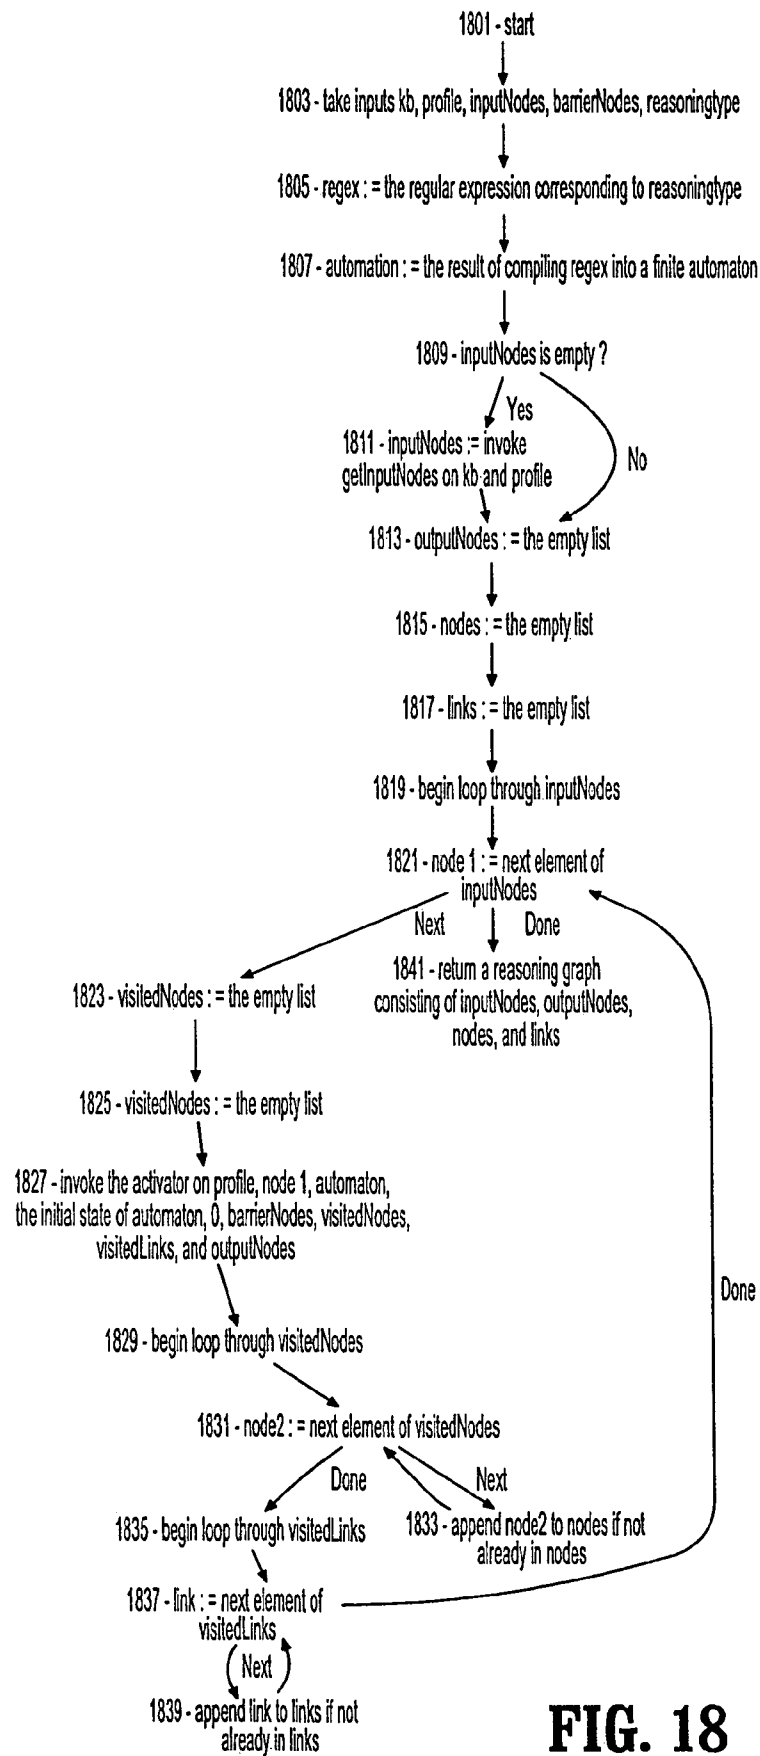 1801 - start
1803 - take inputs kb, profile, inputNodes, barrierNodes, reasoningtype
1805 - regex : = the regular expression corresponding to reasoningtype
1807 - automation : = the result of compiling regex into a finite automaton
1809 - inputNodes is empty ?
Yes
1811 - inputNodes := invoke
getInputNodes on kb and profile
No
1813 - outputNodes : = the empty list
1815 - nodes : = the empty list
1817 - links : = the empty list
1819 - begin loop through inputNodes
1821 - node 1 : = next element of
inputNodes
Next
Done
1841 - return a reasoning graph
consisting of inputNodes, outputNodes,
nodes, and links
1823 - visitedNodes : = the empty list
1825 - visitedNodes : = the empty list
1827 - invoke the activator on profile, node 1, automaton,
the initial state of automaton, 0, barrierNodes, visitedNodes,
visitedLinks, and outputNodes
Done
1829 - begin loop through visitedNodes
1831 - node2 : = next element of visitedNodes
Done
Next
1835 - begin loop through visitedLinks
1833 - append node2 to nodes if not
already in nodes
1837 - link : = next element of
visitedLinks
Next
1839 - append link to links if not
already in links
FIG. 18